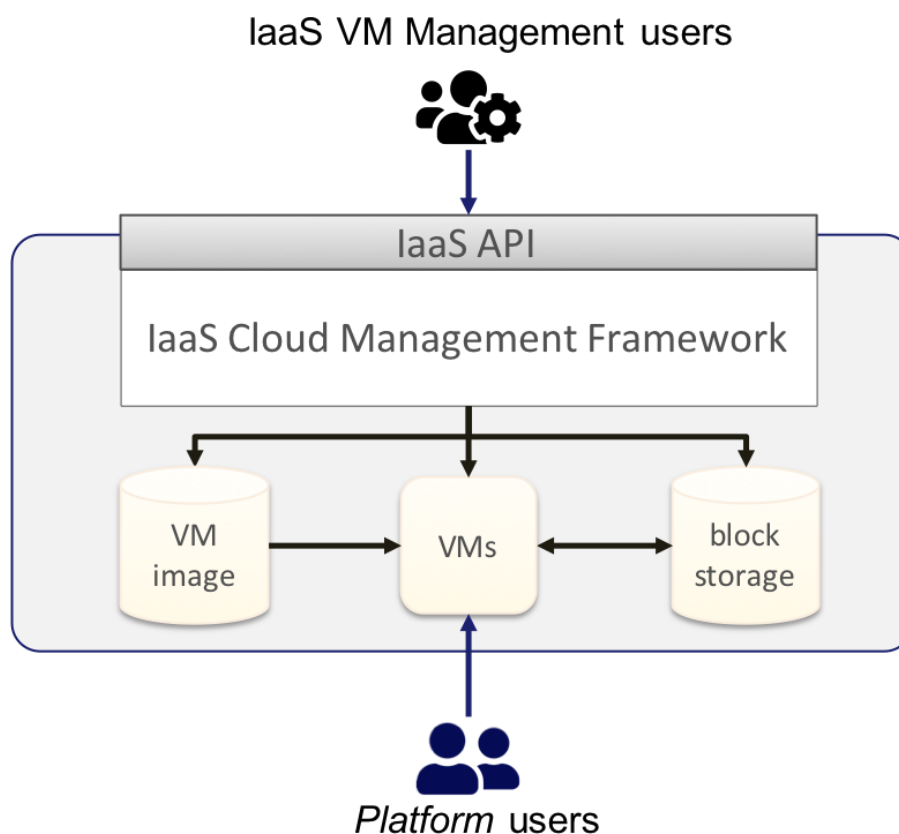 IaaS VM Management users
IaaS API
IaaS Cloud Management Framework
VM
image
VMs
block
storage
Platform users